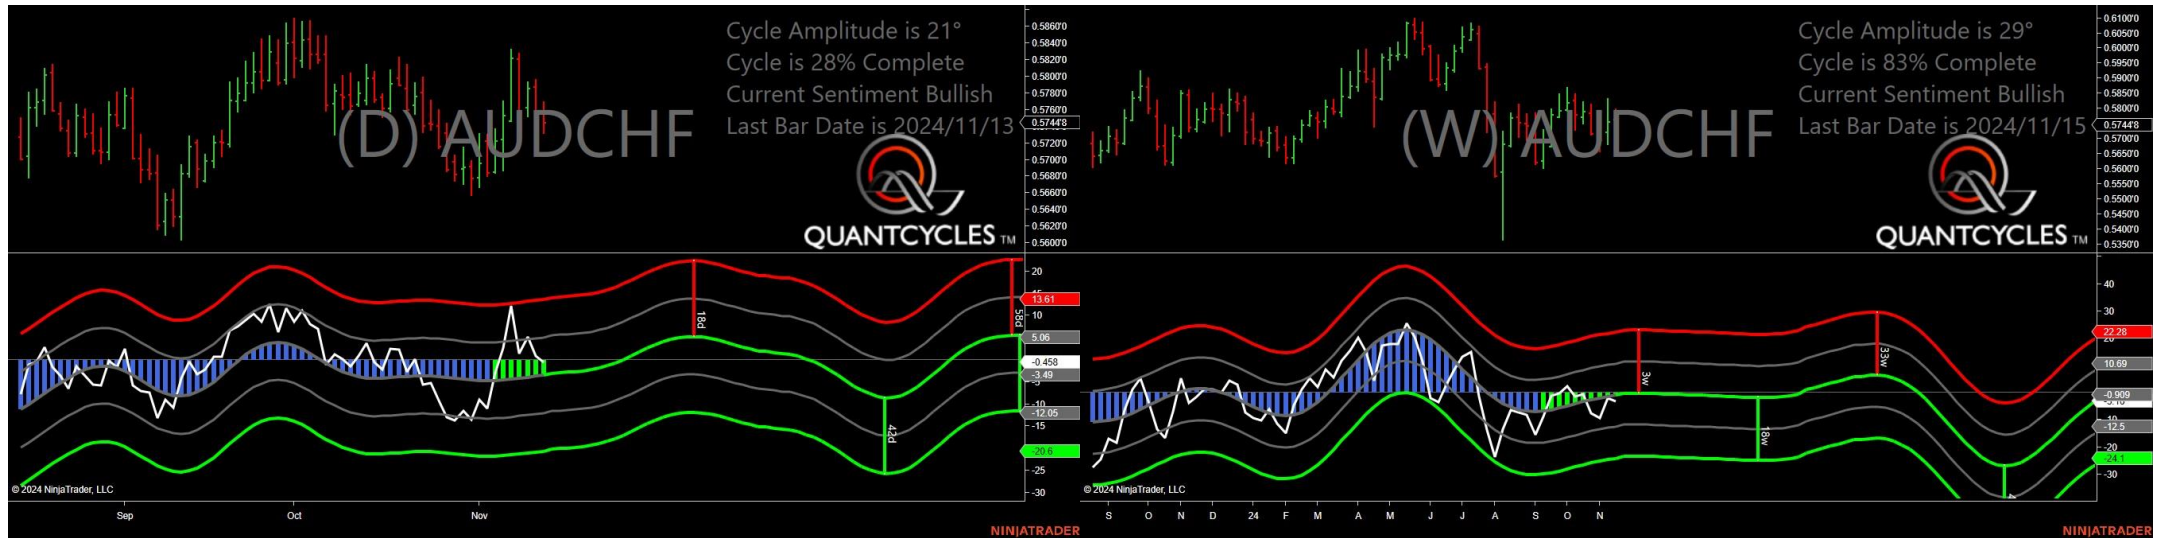 Cycle Amplitude is 21°
Cycle is 28% Complete
Current Sentiment Bullish
Last Bar Date is 2024/11/13
(D) AUDCHF
QUANTCYCLES TM
0.5860'0
0.5840'0
0.5820'0
0.5800'0
0.5776'0
0.5760'0
0.5744'8
0.5720'0
0.5700'0
0.5680'0
0.5660'0
0.5640'0
0.5620'0
0.5600'0
18d
42d
58d
20
13.61
10
5.06
-0.458
-3.49
-10
-12.05
-15
-20.6
-25
-30
© 2024 NinjaTrader, LLC
Sep
Oct
Nov
NINJATRADER
Cycle Amplitude is 29°
Cycle is 83% Complete
Current Sentiment Bullish
Last Bar Date is 2024/11/15
(W) AUDCHF
QUANTCYCLES TM
0.6100'0
0.6050'0
0.6000'0
0.5950'0
0.5900'0
0.5850'0
0.5800'0
0.5744'8
0.5700'0
0.5650'0
0.5600'0
0.5550'0
0.5500'0
0.5450'0
0.5400'0
0.5350'0
3w
18w
33w
40
30
22.28
20
10.69
-0.909
-10
-12.5
-20
-24.1
-30
© 2024 NinjaTrader, LLC
S
O
N
D
24
F
M
A
M
J
J
A
S
O
N
NINJATRADER